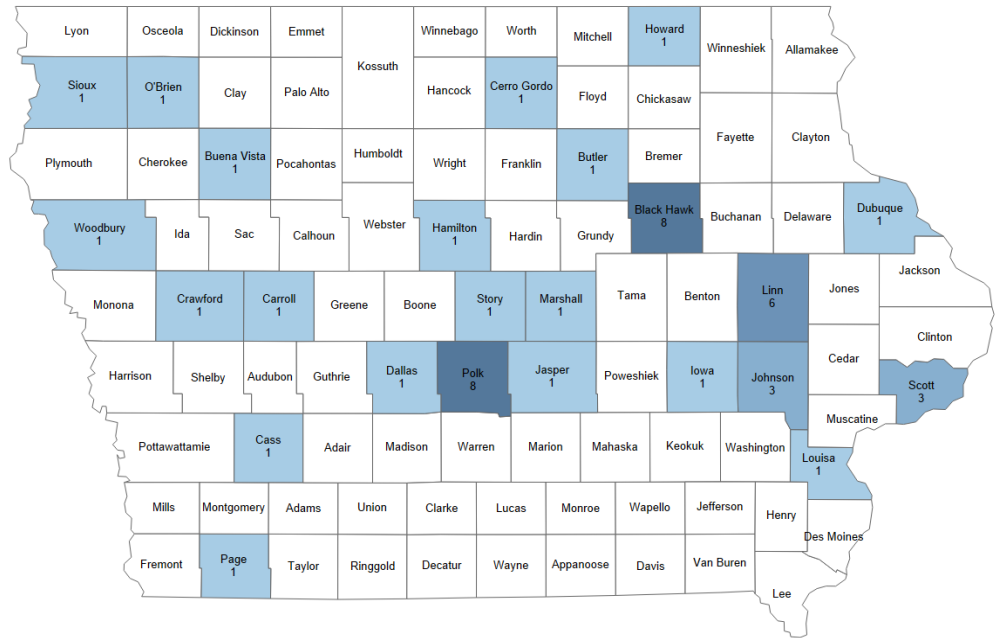 Lyon
Osceola
Dickinson
Emmet
Kossuth
Winnebago
Worth
Mitchell
Howard
1
Winneshiek
Allamakee
Sioux
1
O'Brien
1
Clay
Palo Alto
Hancock
Cerro Gordo
1
Floyd
Chickasaw
Plymouth
Cherokee
Buena Vista
1
Pocahontas
Humboldt
Wright
Franklin
Butler
1
Bremer
Fayette
Clayton
Woodbury
1
Ida
Sac
Calhoun
Webster
Hamilton
1
Hardin
Grundy
Black Hawk
8
Buchanan
Delaware
Dubuque
1
Monona
Crawford
1
Carroll
1
Greene
Boone
Story
1
Marshall
1
Tama
Benton
Linn
6
Jones
Jackson
Clinton
Harrison
Shelby
Audubon
Guthrie
Dallas
1
Polk
8
Jasper
1
Poweshiek
Iowa
1
Johnson
3
Cedar
Scott
3
Muscatine
Pottawattamie
Cass
1
Adair
Madison
Warren
Marion
Mahaska
Keokuk
Washington
Louisa
1
Mills
Montgomery
Adams
Union
Clarke
Lucas
Monroe
Wapello
Jefferson
Henry
Des Moines
Fremont
Page
1
Taylor
Ringgold
Decatur
Wayne
Appanoose
Davis
Van Buren
Lee